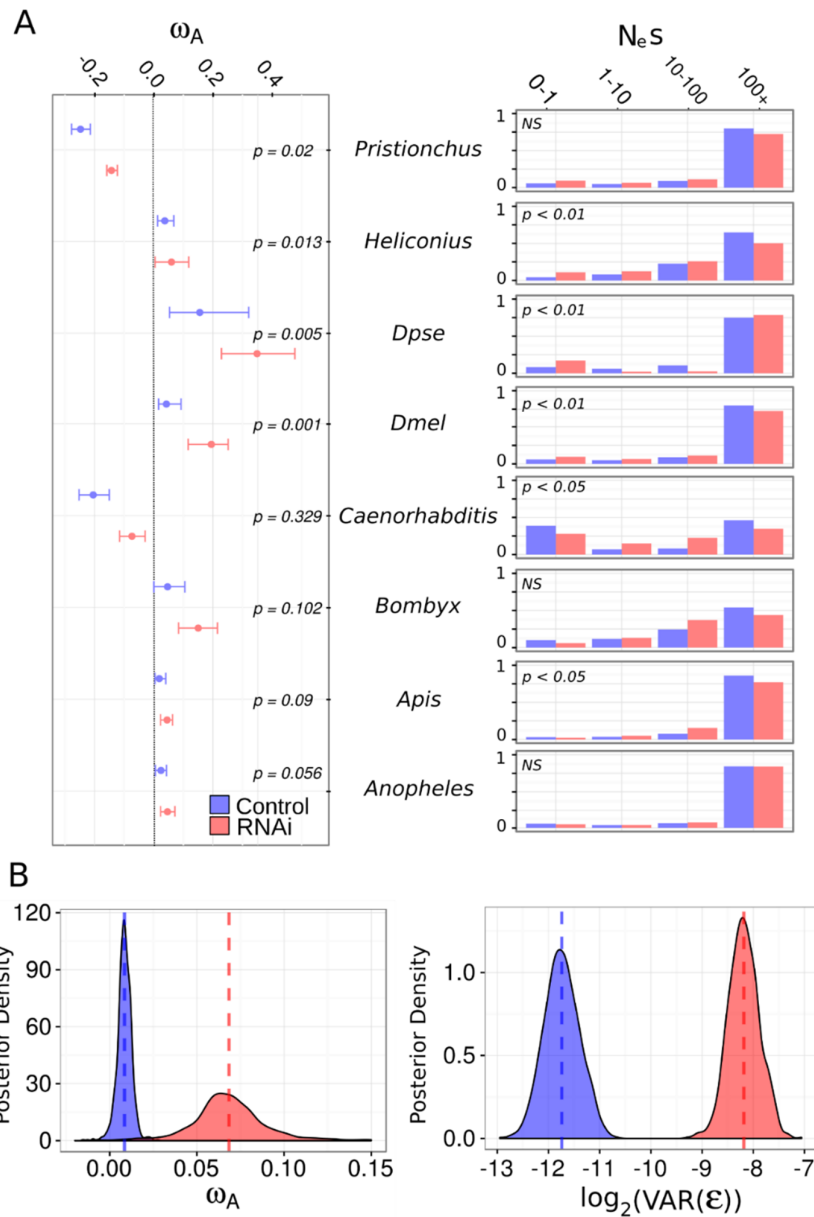 A
ωA
-0.2 0.0 0.2 0.4
Nₑs
0-1 1-10 10-100 100+
p = 0.02
Pristionchus
1
NS
0
p = 0.013
Heliconius
1
p < 0.01
0
p = 0.005
Dpse
1
p < 0.01
0
p = 0.001
Dmel
1
p < 0.01
0
p = 0.329
Caenorhabditis
1
p < 0.05
0
p = 0.102
Bombyx
1
NS
0
p = 0.09
Apis
1
p < 0.05
0
p = 0.056
Anopheles
1
NS
0
Control
RNAi
B
Posterior Density
120
90
60
30
0
0.00 0.05 0.10 0.15
ωA
Posterior Density
1.0
0.5
0.0
-13 -12 -11 -10 -9 -8 -7
log₂(VAR(ε))